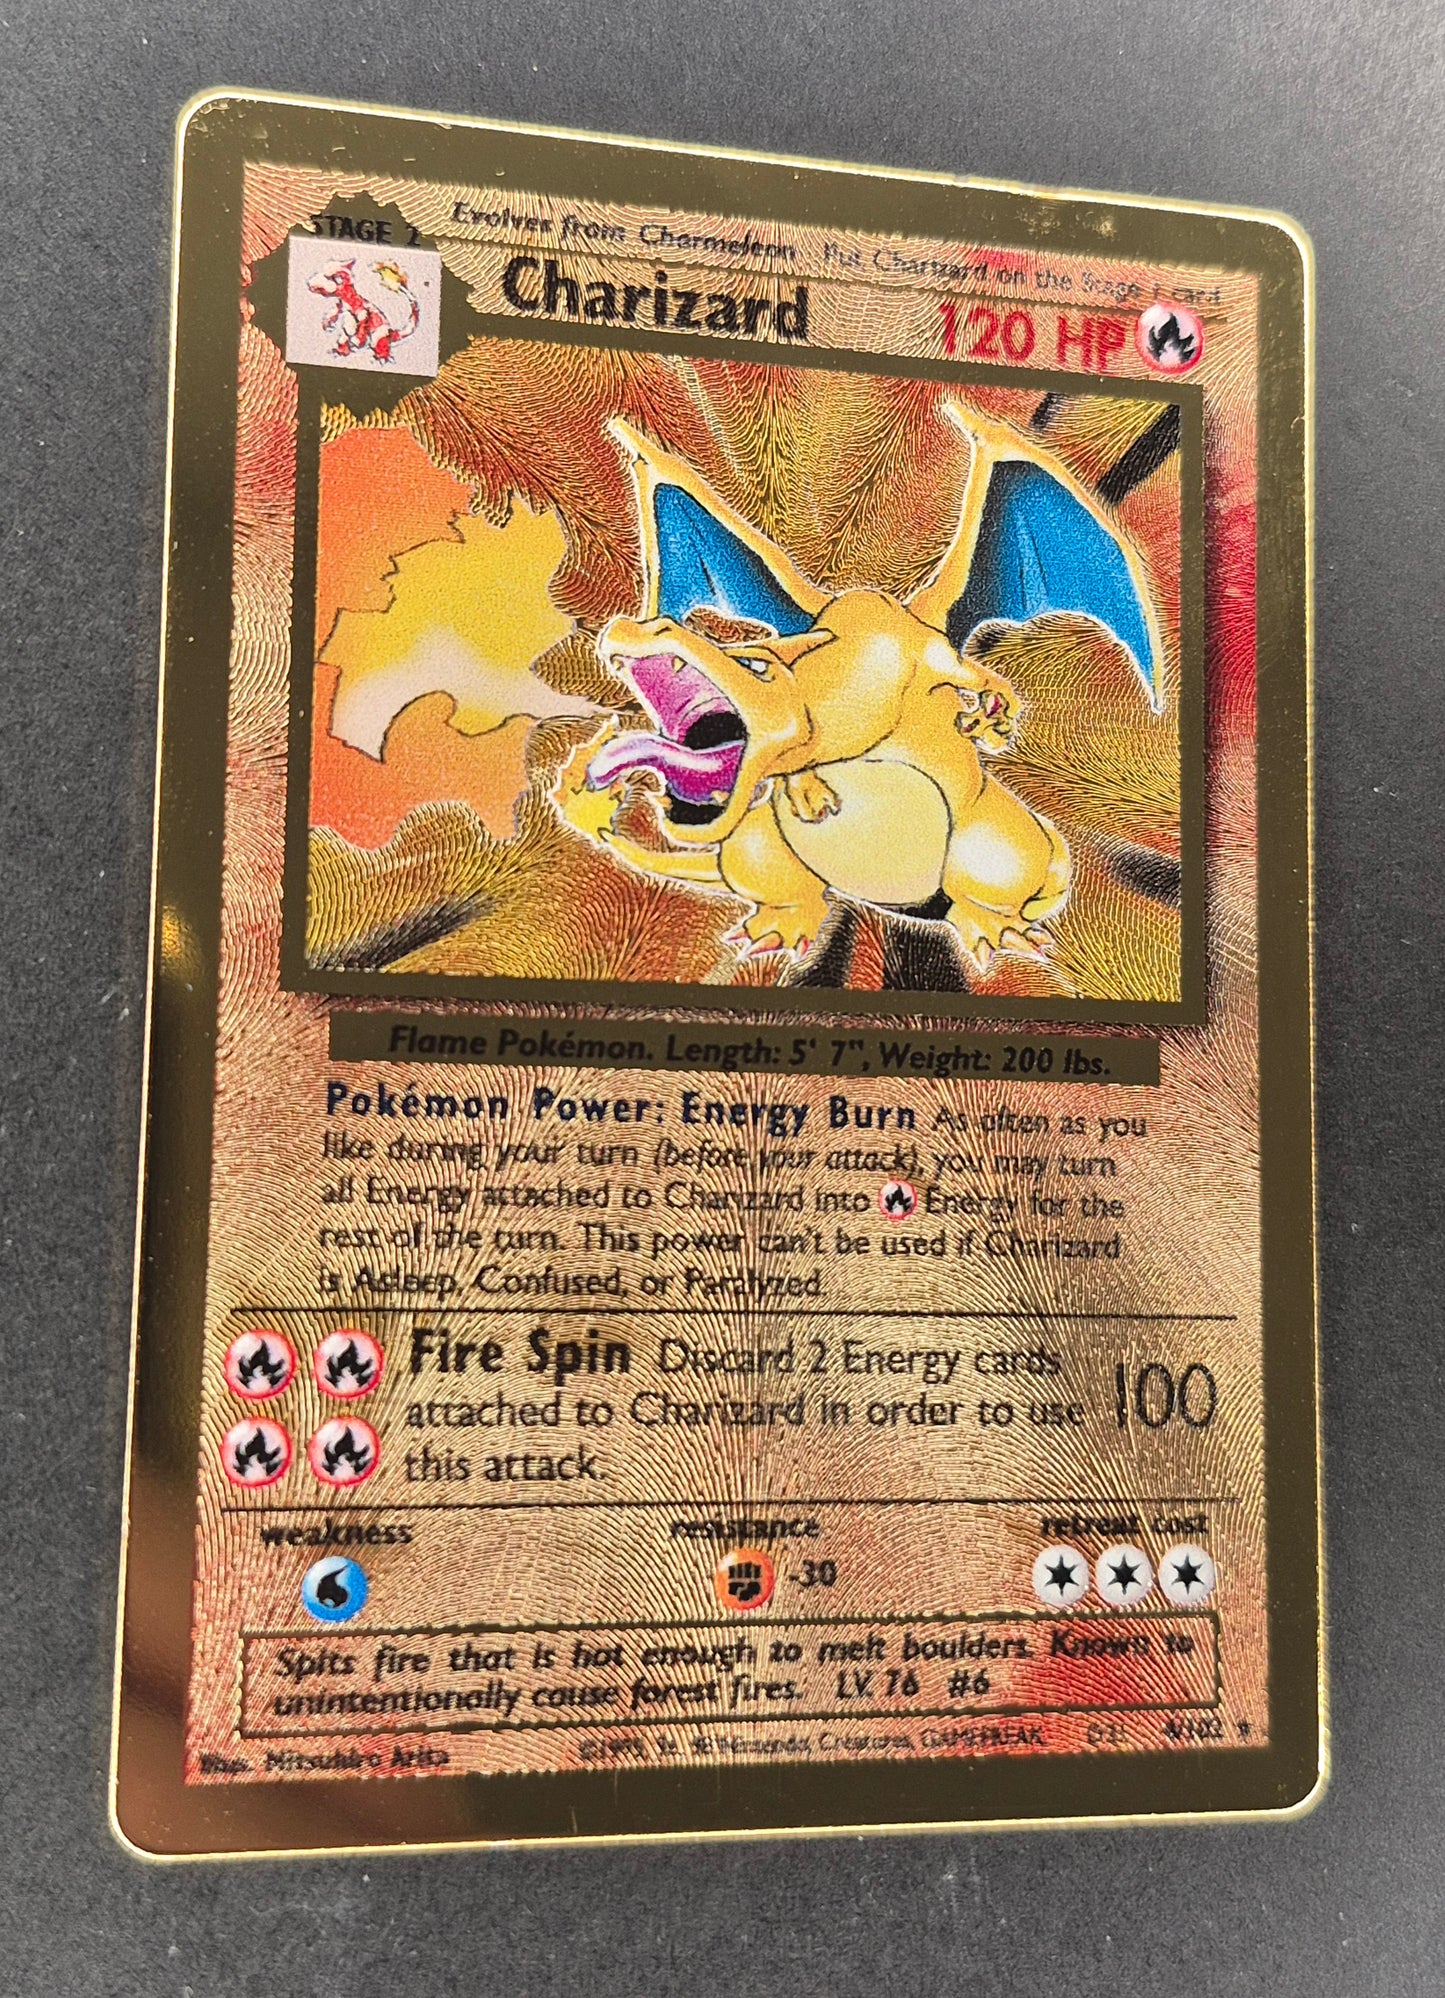 STAGE 2
Evolves from Charmeleon Put Charizard on the Stage 1 card
Charizard
120 HP
Flame Pokémon. Length: 5' 7", Weight: 200 lbs.
Pokémon Power: Energy Burn As often as you
like during your turn (before your attack), you may turn
all Energy attached to Charizard into Energy for the
rest of the turn. This power can't be used if Charizard
is Asleep, Confused, or Paralyzed.
Fire Spin Discard 2 Energy cards
attached to Charizard in order to use
this attack.
100
weakness
resistance
retreat cost
-30
Spits fire that is hot enough to melt boulders. Known to
unintentionally cause forest fires. LV. 76 #6
Illus. Mitsuhiro Arita
Nintendo, Creatures, GAMEFREAK. 4/102 ★